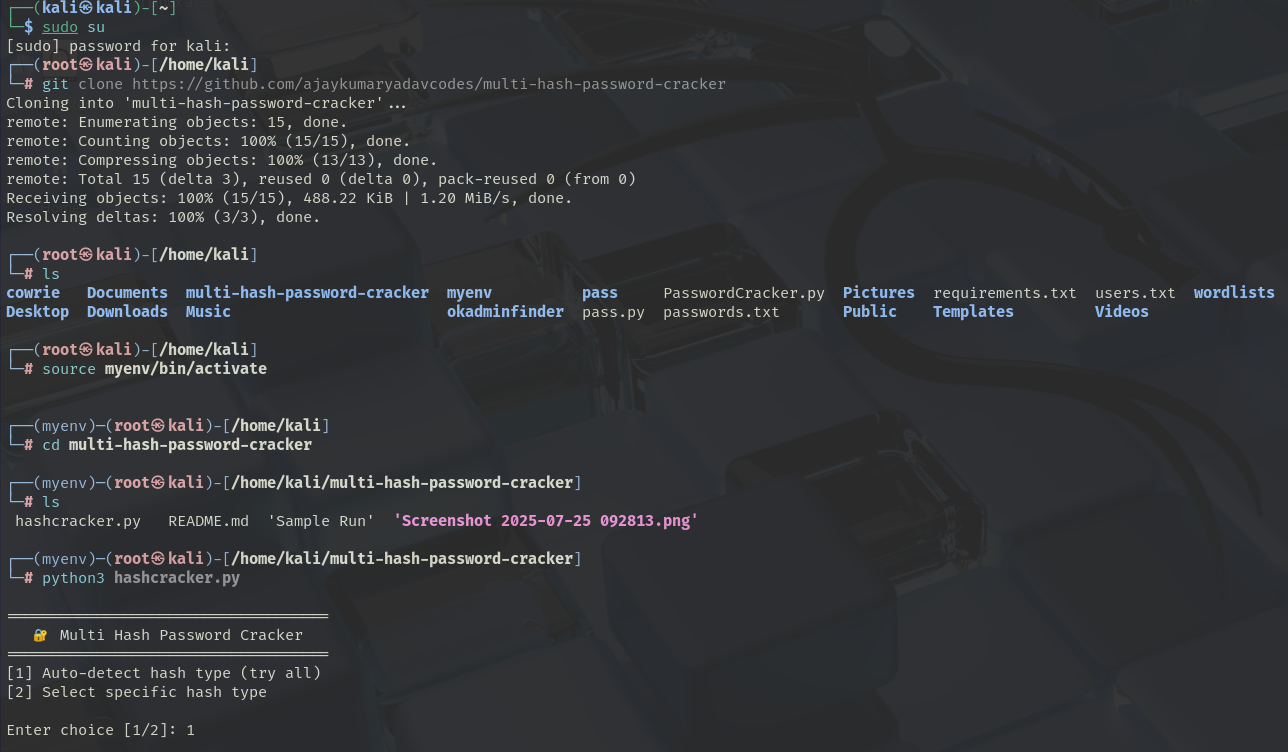 ┌──(kali㉿kali)-[~]
└─$ sudo su
[sudo] password for kali:
┌──(root㉿kali)-[/home/kali]
└─# git clone https://github.com/ajaykumaryadavcodes/multi-hash-password-cracker
Cloning into 'multi-hash-password-cracker'...
remote: Enumerating objects: 15, done.
remote: Counting objects: 100% (15/15), done.
remote: Compressing objects: 100% (13/13), done.
remote: Total 15 (delta 3), reused 0 (delta 0), pack-reused 0 (from 0)
Receiving objects: 100% (15/15), 488.22 KiB | 1.20 MiB/s, done.
Resolving deltas: 100% (3/3), done.
┌──(root㉿kali)-[/home/kali]
└─# ls
cowrie   Documents  multi-hash-password-cracker  myenv          pass     PasswordCracker.py  Pictures  requirements.txt  users.txt  wordlists
Desktop  Downloads  Music                        okadminfinder  pass.py  passwords.txt       Public    Templates         Videos
┌──(root㉿kali)-[/home/kali]
└─# source myenv/bin/activate
┌──(myenv)─(root㉿kali)-[/home/kali]
└─# cd multi-hash-password-cracker
┌──(myenv)─(root㉿kali)-[/home/kali/multi-hash-password-cracker]
└─# ls
hashcracker.py   README.md  'Sample Run'  'Screenshot 2025-07-25 092813.png'
┌──(myenv)─(root㉿kali)-[/home/kali/multi-hash-password-cracker]
└─# python3 hashcracker.py
====================================
🔐 Multi Hash Password Cracker
====================================
[1] Auto-detect hash type (try all)
[2] Select specific hash type
Enter choice [1/2]: 1